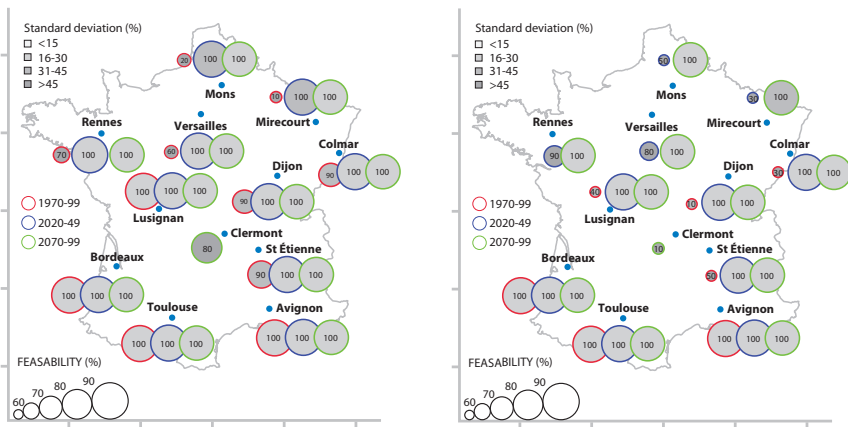 Standard deviation (%)
<15
16-30
31-45
>45
20 100 100
Mons
10 100 100
Mirecourt
Rennes
70 100 100
Versailles
60 100 100
Colmar
90 100 100
Dijon
90 100 100
100 100 100
Lusignan
1970-99
2020-49
2070-99
Clermont
80
St Étienne
90 100 100
Bordeaux
100 100 100
Toulouse
100 100 100
Avignon
100 100 100
FEASABILITY (%)
60 70 80 90
Standard deviation (%)
<15
16-30
31-45
>45
50 100
Mons
30 100
Mirecourt
Rennes
90 100
Versailles
80 100
Colmar
30 100 100
Dijon
10 100 100
40 100 100
Lusignan
1970-99
2020-49
2070-99
Clermont
10
St Étienne
50 100 100
Bordeaux
100 100 100
Toulouse
100 100 100
Avignon
100 100 100
FEASABILITY (%)
60 70 80 90